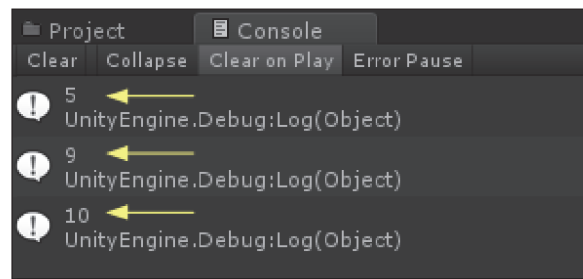 Project Console
Clear Collapse Clear on Play Error Pause
5
UnityEngine.Debug:Log(Object)
9
UnityEngine.Debug:Log(Object)
10
UnityEngine.Debug:Log(Object)